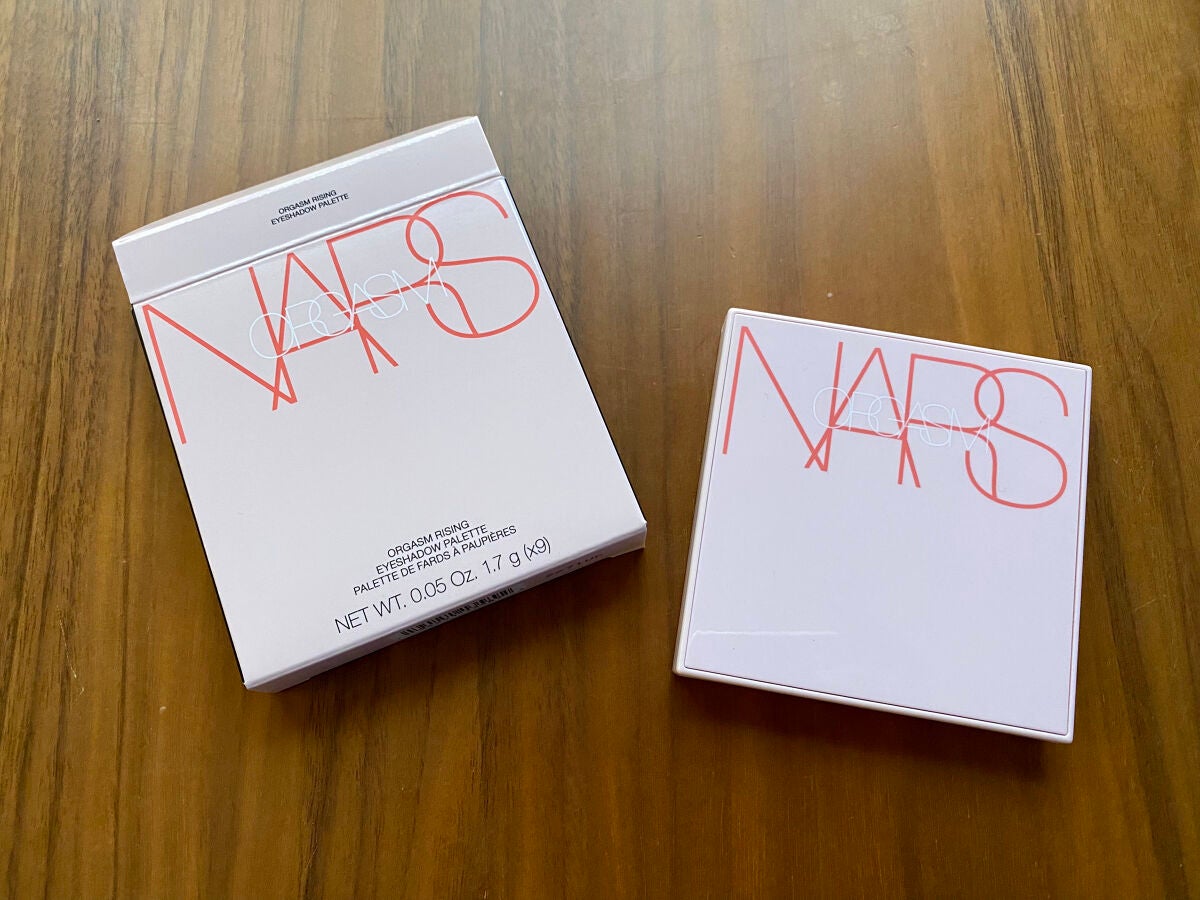 ORGASM RISING
EYESHADOW PALETTE
NARS
ORGASM
ORGASM RISING
EYESHADOW PALETTE
PALETTE DE FARDS À PAUPIÈRES
NET WT. 0.05 Oz. 1.7 g (x9)
NARS
ORGASM